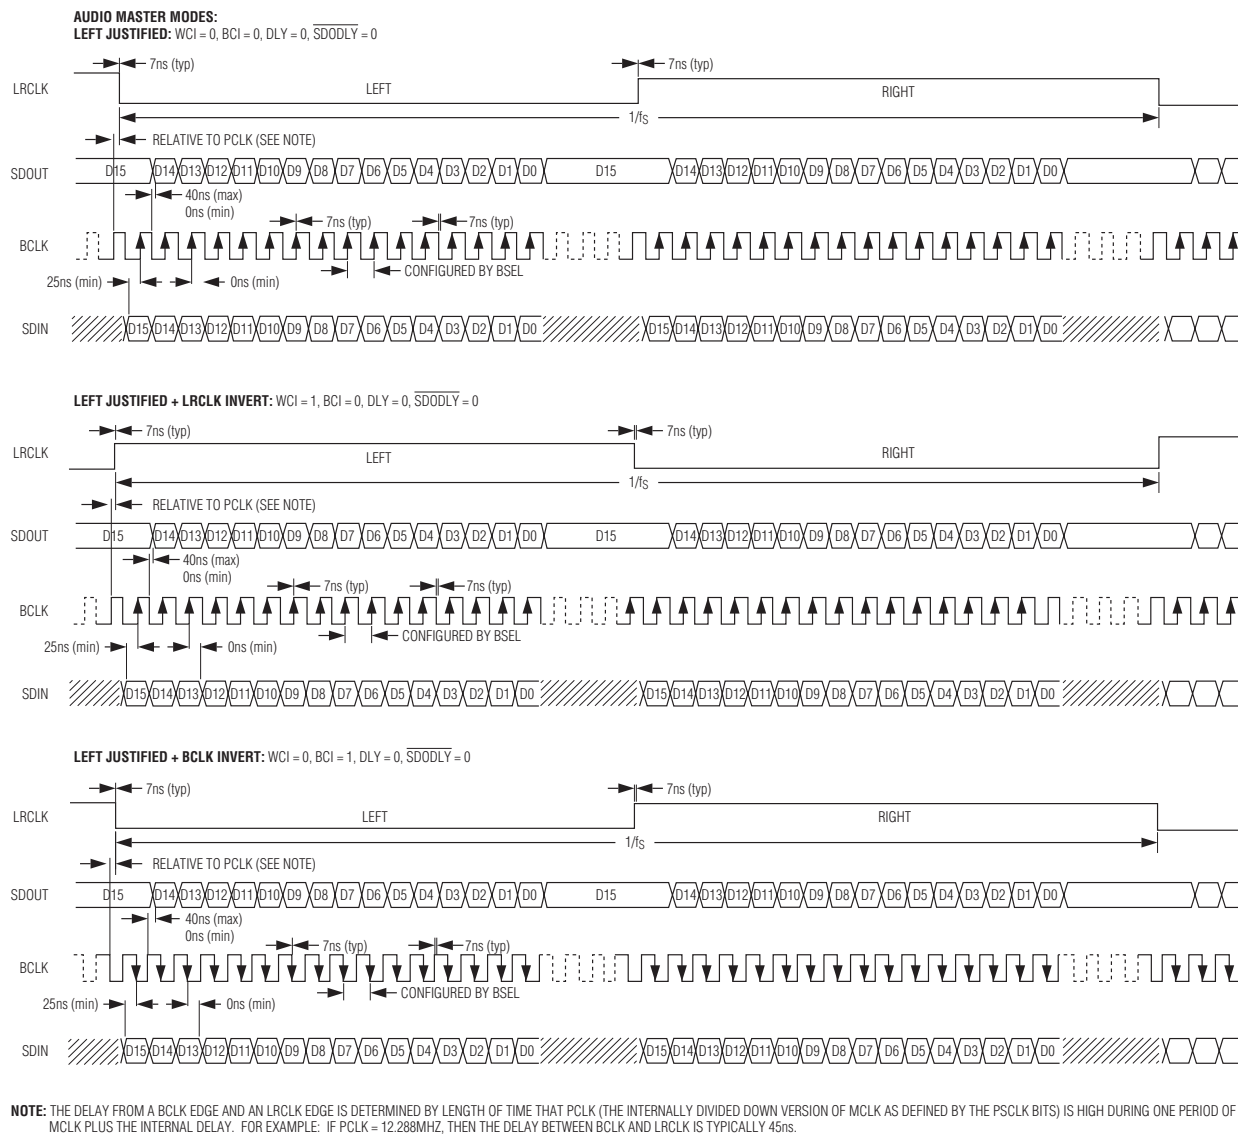 AUDIO MASTER MODES:
LEFT JUSTIFIED: WCI = 0, BCI = 0, DLY = 0, SDODLY = 0
7ns (typ) 7ns (typ)
LRCLK LEFT RIGHT
1/fS
RELATIVE TO PCLK (SEE NOTE)
SDOUT D15 D14 D13 D12 D11 D10 D9 D8 D7 D6 D5 D4 D3 D2 D1 D0 D15 D14 D13 D12 D11 D10 D9 D8 D7 D6 D5 D4 D3 D2 D1 D0
40ns (max)
0ns (min)
7ns (typ) 7ns (typ)
BCLK
CONFIGURED BY BSEL
25ns (min) 0ns (min)
SDIN D15 D14 D13 D12 D11 D10 D9 D8 D7 D6 D5 D4 D3 D2 D1 D0 D15 D14 D13 D12 D11 D10 D9 D8 D7 D6 D5 D4 D3 D2 D1 D0
LEFT JUSTIFIED + LRCLK INVERT: WCI = 1, BCI = 0, DLY = 0, SDODLY = 0
7ns (typ) 7ns (typ)
LRCLK LEFT RIGHT
1/fS
RELATIVE TO PCLK (SEE NOTE)
SDOUT D15 D14 D13 D12 D11 D10 D9 D8 D7 D6 D5 D4 D3 D2 D1 D0 D15 D14 D13 D12 D11 D10 D9 D8 D7 D6 D5 D4 D3 D2 D1 D0
40ns (max)
0ns (min)
7ns (typ) 7ns (typ)
BCLK
CONFIGURED BY BSEL
25ns (min) 0ns (min)
SDIN D15 D14 D13 D12 D11 D10 D9 D8 D7 D6 D5 D4 D3 D2 D1 D0 D15 D14 D13 D12 D11 D10 D9 D8 D7 D6 D5 D4 D3 D2 D1 D0
LEFT JUSTIFIED + BCLK INVERT: WCI = 0, BCI = 1, DLY = 0, SDODLY = 0
7ns (typ) 7ns (typ)
LRCLK LEFT RIGHT
1/fS
RELATIVE TO PCLK (SEE NOTE)
SDOUT D15 D14 D13 D12 D11 D10 D9 D8 D7 D6 D5 D4 D3 D2 D1 D0 D15 D14 D13 D12 D11 D10 D9 D8 D7 D6 D5 D4 D3 D2 D1 D0
40ns (max)
0ns (min)
7ns (typ) 7ns (typ)
BCLK
CONFIGURED BY BSEL
25ns (min) 0ns (min)
SDIN D15 D14 D13 D12 D11 D10 D9 D8 D7 D6 D5 D4 D3 D2 D1 D0 D15 D14 D13 D12 D11 D10 D9 D8 D7 D6 D5 D4 D3 D2 D1 D0
NOTE: THE DELAY FROM A BCLK EDGE AND AN LRCLK EDGE IS DETERMINED BY LENGTH OF TIME THAT PCLK (THE INTERNALLY DIVIDED DOWN VERSION OF MCLK AS DEFINED BY THE PSCLK BITS) IS HIGH DURING ONE PERIOD OF
MCLK PLUS THE INTERNAL DELAY. FOR EXAMPLE: IF PCLK = 12.288MHZ, THEN THE DELAY BETWEEN BCLK AND LRCLK IS TYPICALLY 45ns.